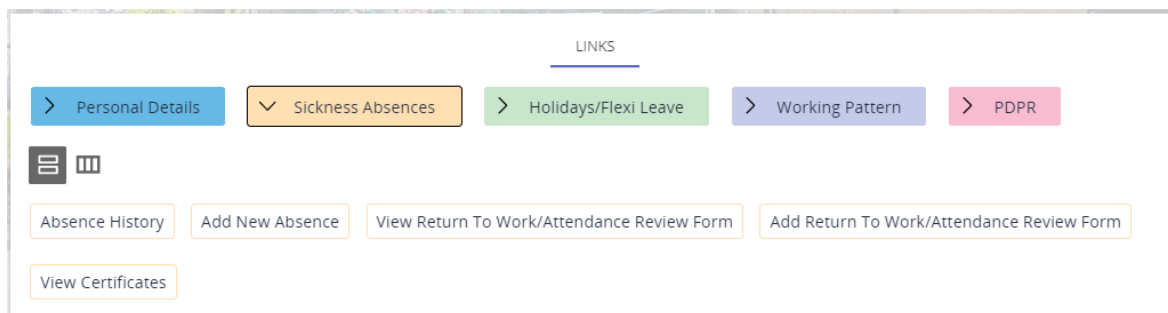 LINKS
Personal Details Sickness Absences Holidays/Flexi Leave Working Pattern PDPR
Absence History Add New Absence View Return To Work/Attendance Review Form Add Return To Work/Attendance Review Form
View Certificates